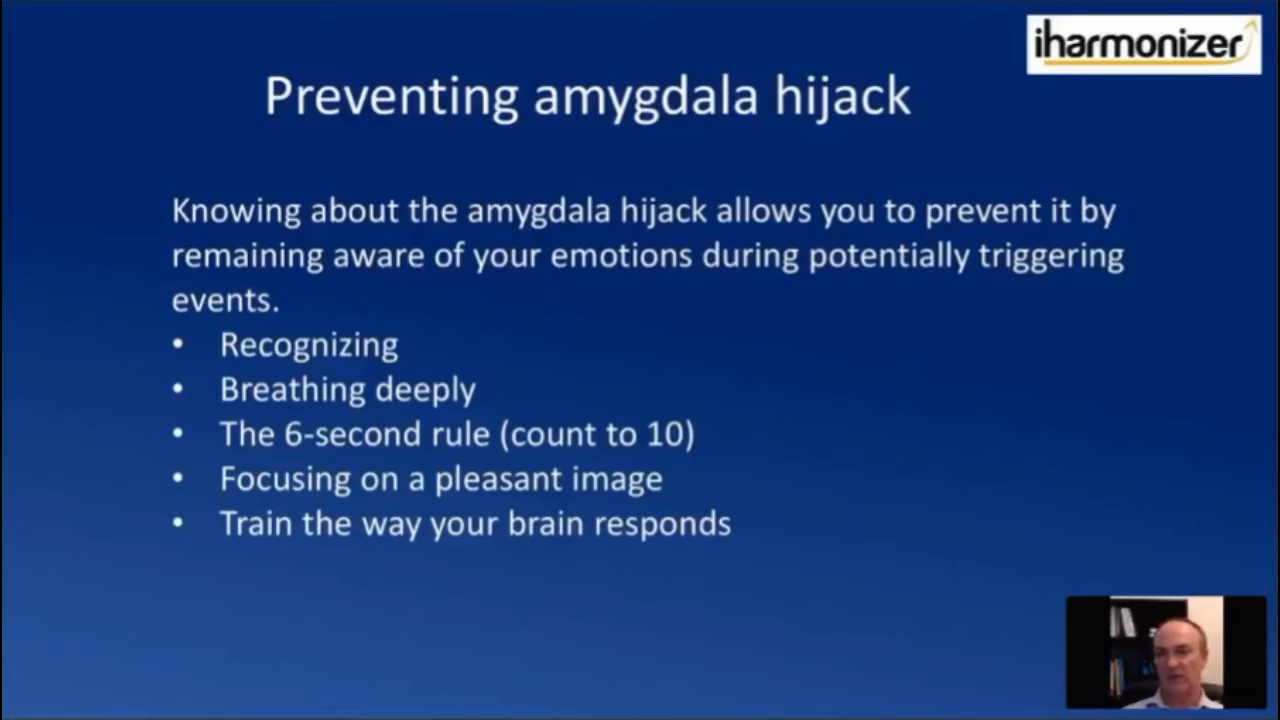 iharmonizer
Preventing amygdala hijack
Knowing about the amygdala hijack allows you to prevent it by
remaining aware of your emotions during potentially triggering
events.
• Recognizing
• Breathing deeply
• The 6-second rule (count to 10)
• Focusing on a pleasant image
• Train the way your brain responds